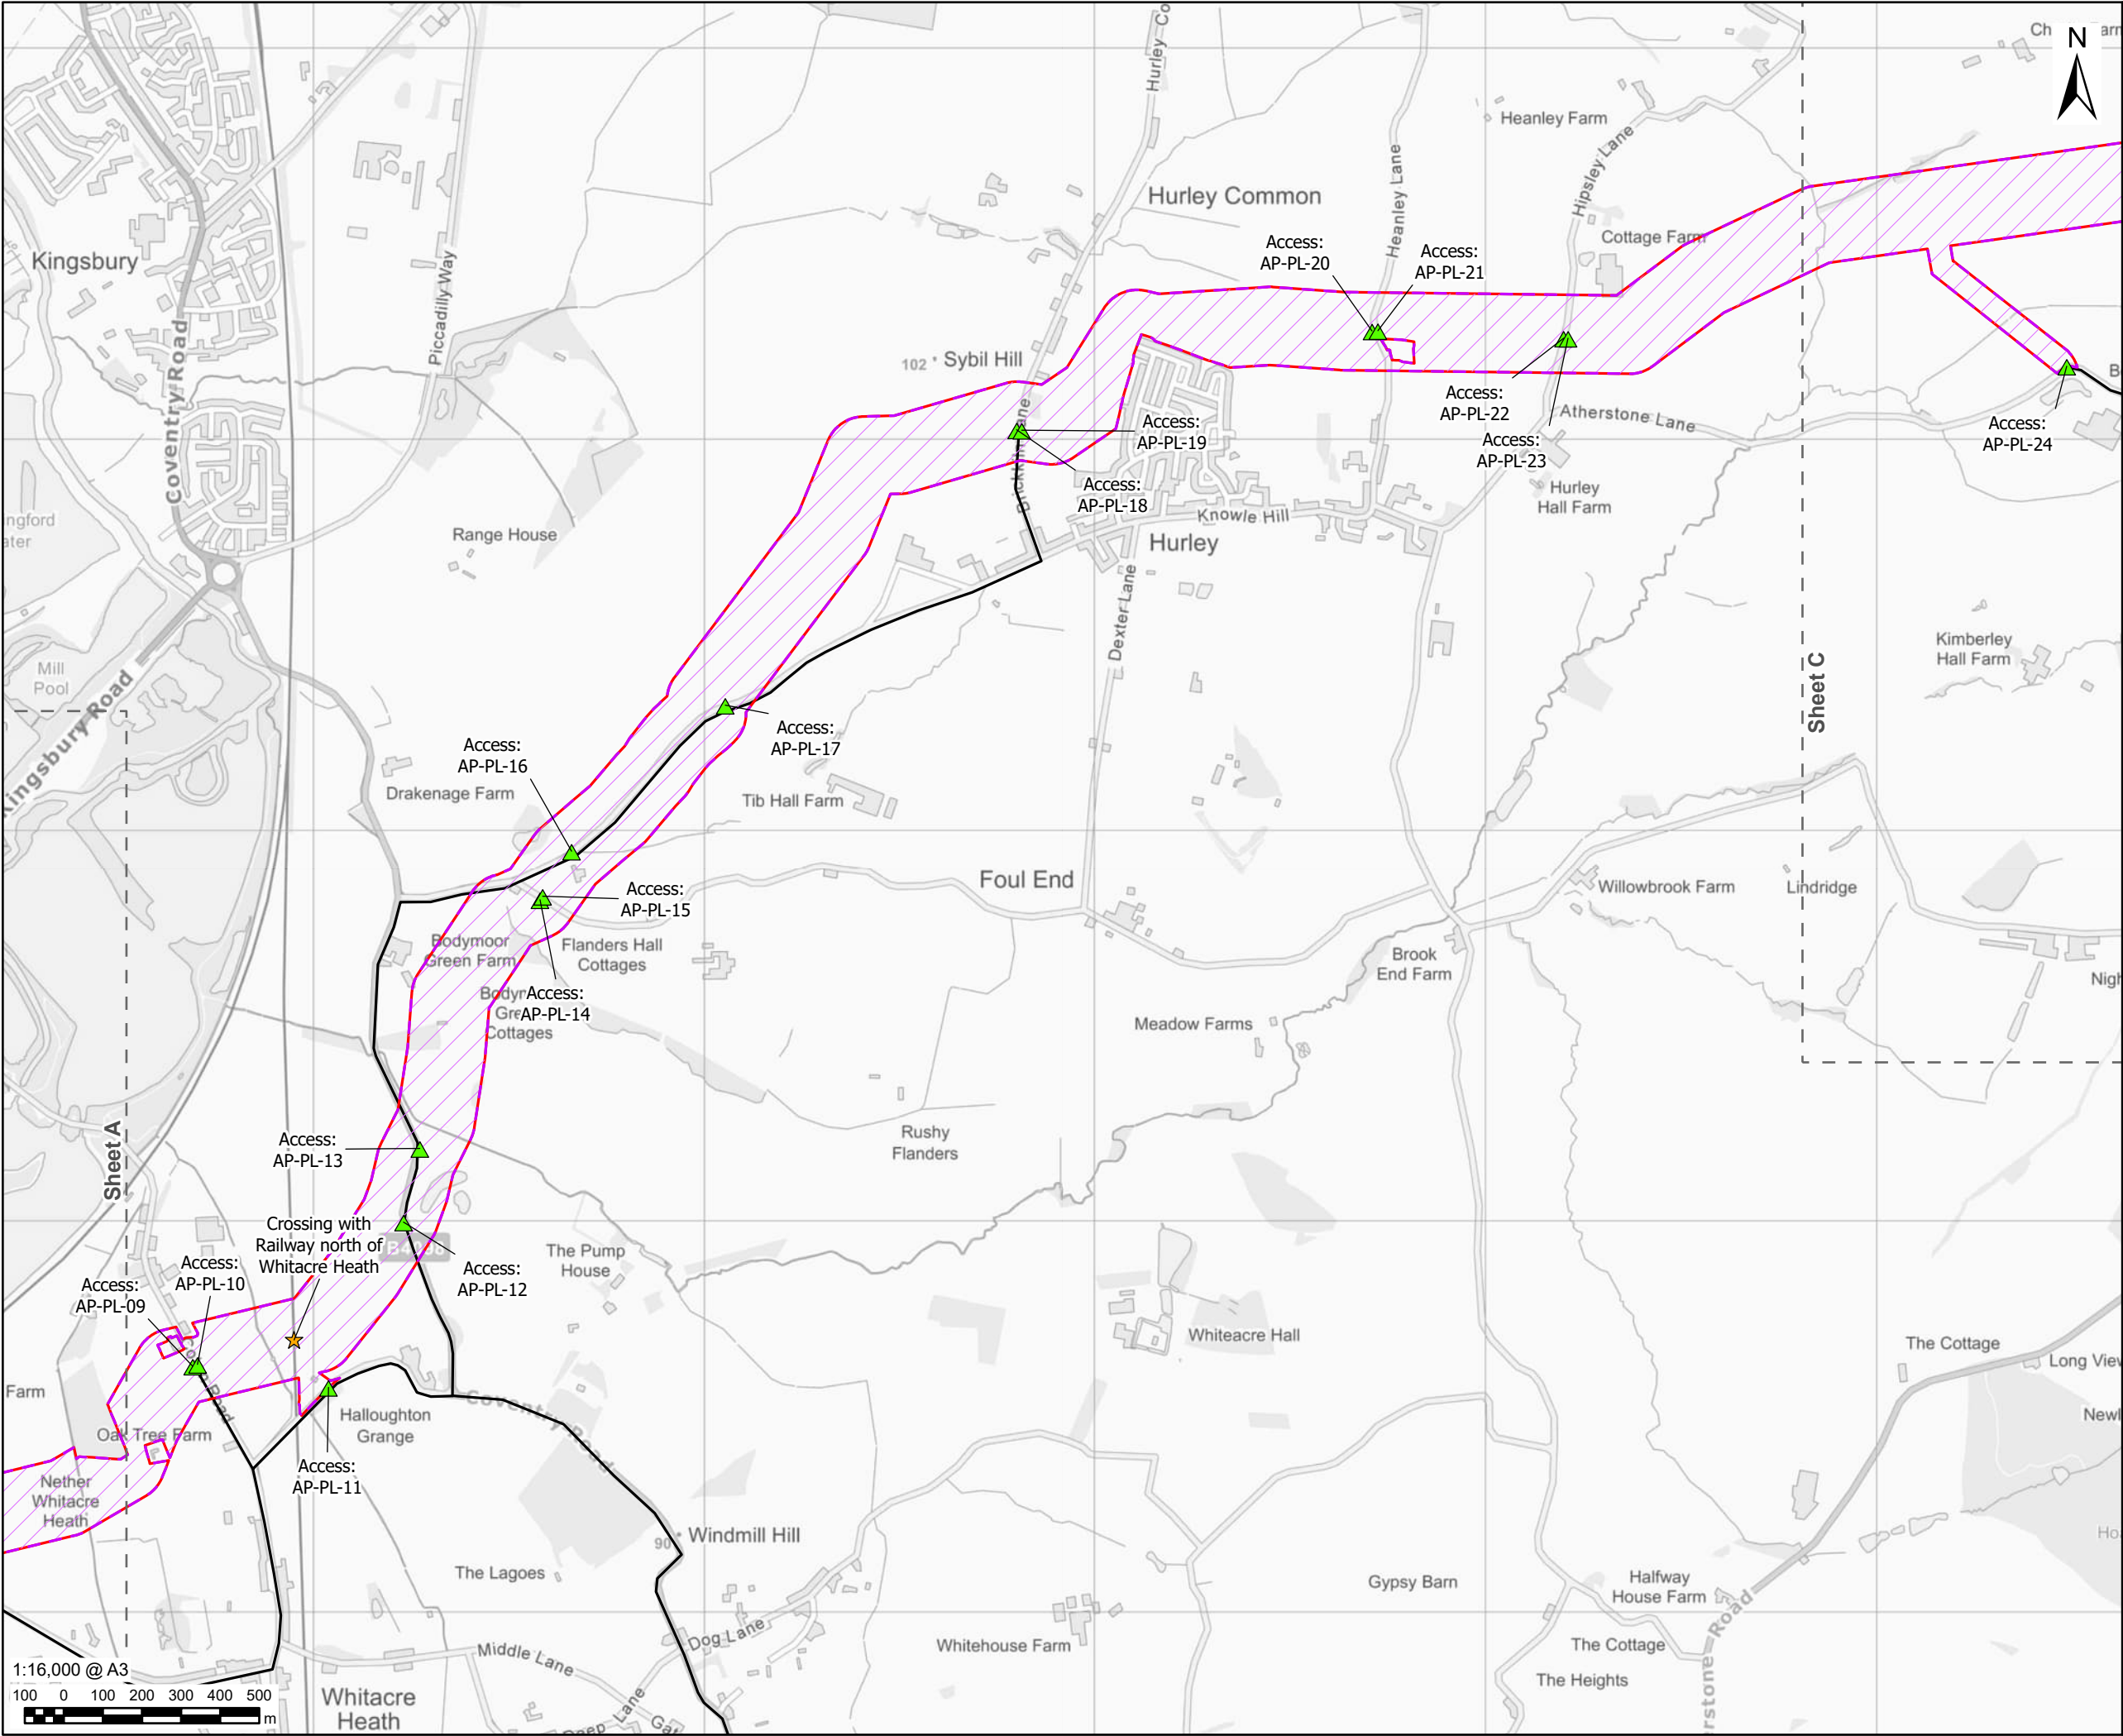 N
Hurley Common
Heanley Farm
Hipsley Lane
Heanley Lane
Kingsbury
Piccadilly Way
Coventry Road
Cottage Farm
Access:
AP-PL-20
Access:
AP-PL-21
102
Sybil Hill
Access:
AP-PL-22
Access:
AP-PL-23
Atherstone Lane
Access:
AP-PL-24
Access:
AP-PL-19
Access:
AP-PL-18
Hurley
Hall Farm
Range House
Knowle Hill
Hurley
Dexter Lane
Mill
Pool
Kingsbury Road
Kimberley
Hall Farm
Sheet C
Access:
AP-PL-17
Access:
AP-PL-16
Drakenage Farm
Tib Hall Farm
Foul End
Access:
AP-PL-15
Willowbrook Farm
Lindridge
Bodymoor
Green Farm
Flanders Hall
Cottages
Brook
End Farm
Access:
AP-PL-14
Cottages
Meadow Farms
Rushy
Flanders
Access:
AP-PL-13
Sheet A
Crossing with
Railway north of
Whitacre Heath
Access:
AP-PL-10
Access:
AP-PL-09
The Pump
House
Access:
AP-PL-12
Whiteacre Hall
The Cottage
Farm
Halloughton
Grange
Coventry Road
Oak Tree Farm
Access:
AP-PL-11
Nether
Whitacre
Heath
90
Windmill Hill
The Lagoes
Gypsy Barn
Halfway
House Farm
Road
Dog Lane
Whitehouse Farm
The Cottage
Middle Lane
The Heights
1:16,000 @ A3
100 0 100 200 300 400 500
m
Whitacre
Heath
Lane